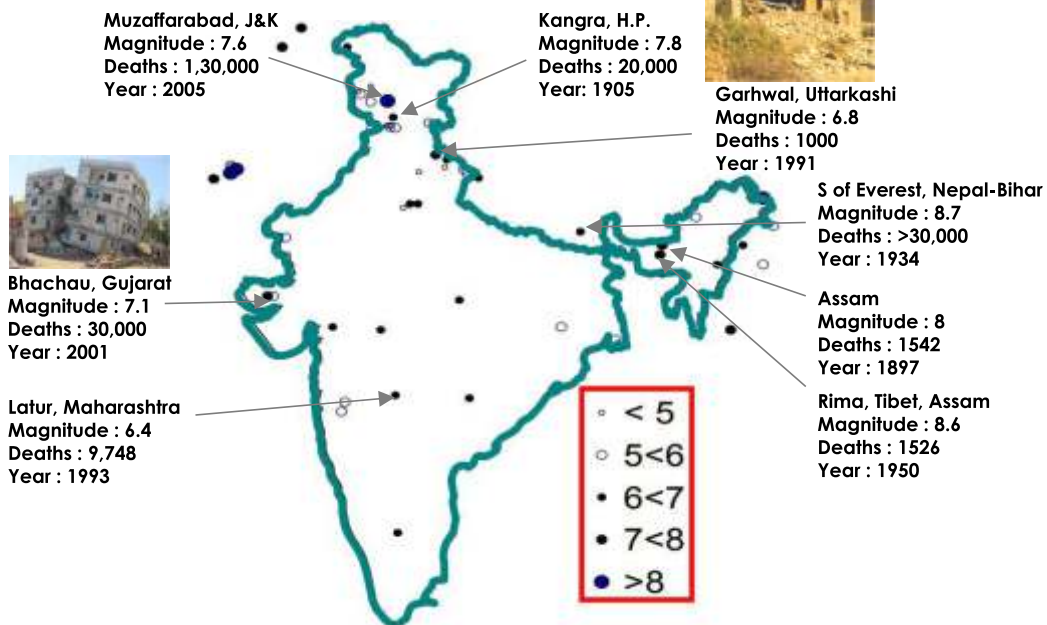 Muzaffarabad, J&K
Magnitude : 7.6
Deaths : 1,30,000
Year : 2005
Kangra, H.P.
Magnitude : 7.8
Deaths : 20,000
Year: 1905
Garhwal, Uttarkashi
Magnitude : 6.8
Deaths : 1000
Year : 1991
S of Everest, Nepal-Bihar
Magnitude : 8.7
Deaths : >30,000
Year : 1934
Bhachau, Gujarat
Magnitude : 7.1
Deaths : 30,000
Year : 2001
Assam
Magnitude : 8
Deaths : 1542
Year : 1897
Latur, Maharashtra
Magnitude : 6.4
Deaths : 9,748
Year : 1993
Rima, Tibet, Assam
Magnitude : 8.6
Deaths : 1526
Year : 1950
< 5
5<6
6<7
7<8
>8